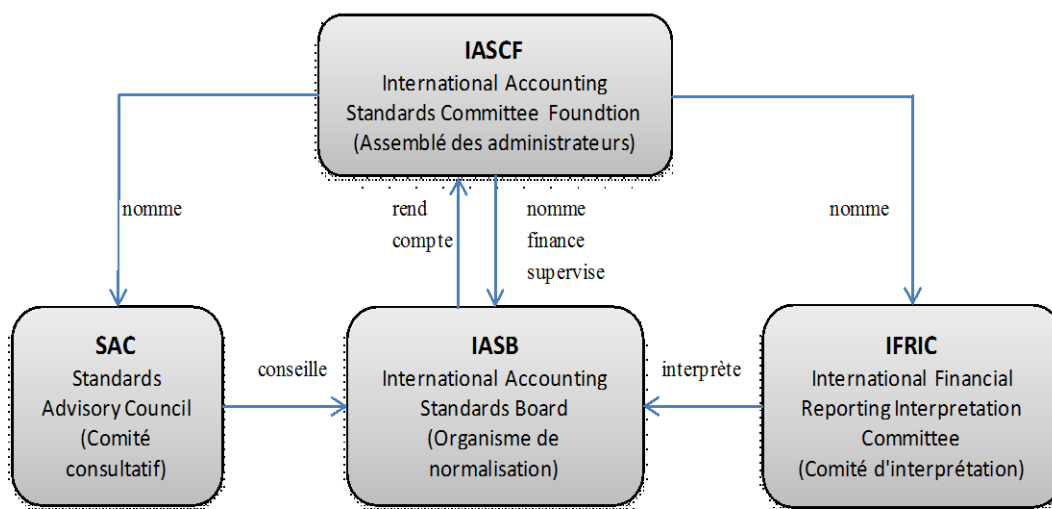 IASCF
International Accounting
Standards Committee Foundtion
(Assemblé des administrateurs)
nomme
rend
compte
nomme
finance
supervise
nomme
SAC
Standards
Advisory Council
(Comité
consultatif)
conseille
IASB
International Accounting
Standards Board
(Organisme de
normalisation)
interprète
IFRIC
International Financial
Reporting Interpretation
Committee
(Comité d'interprétation)